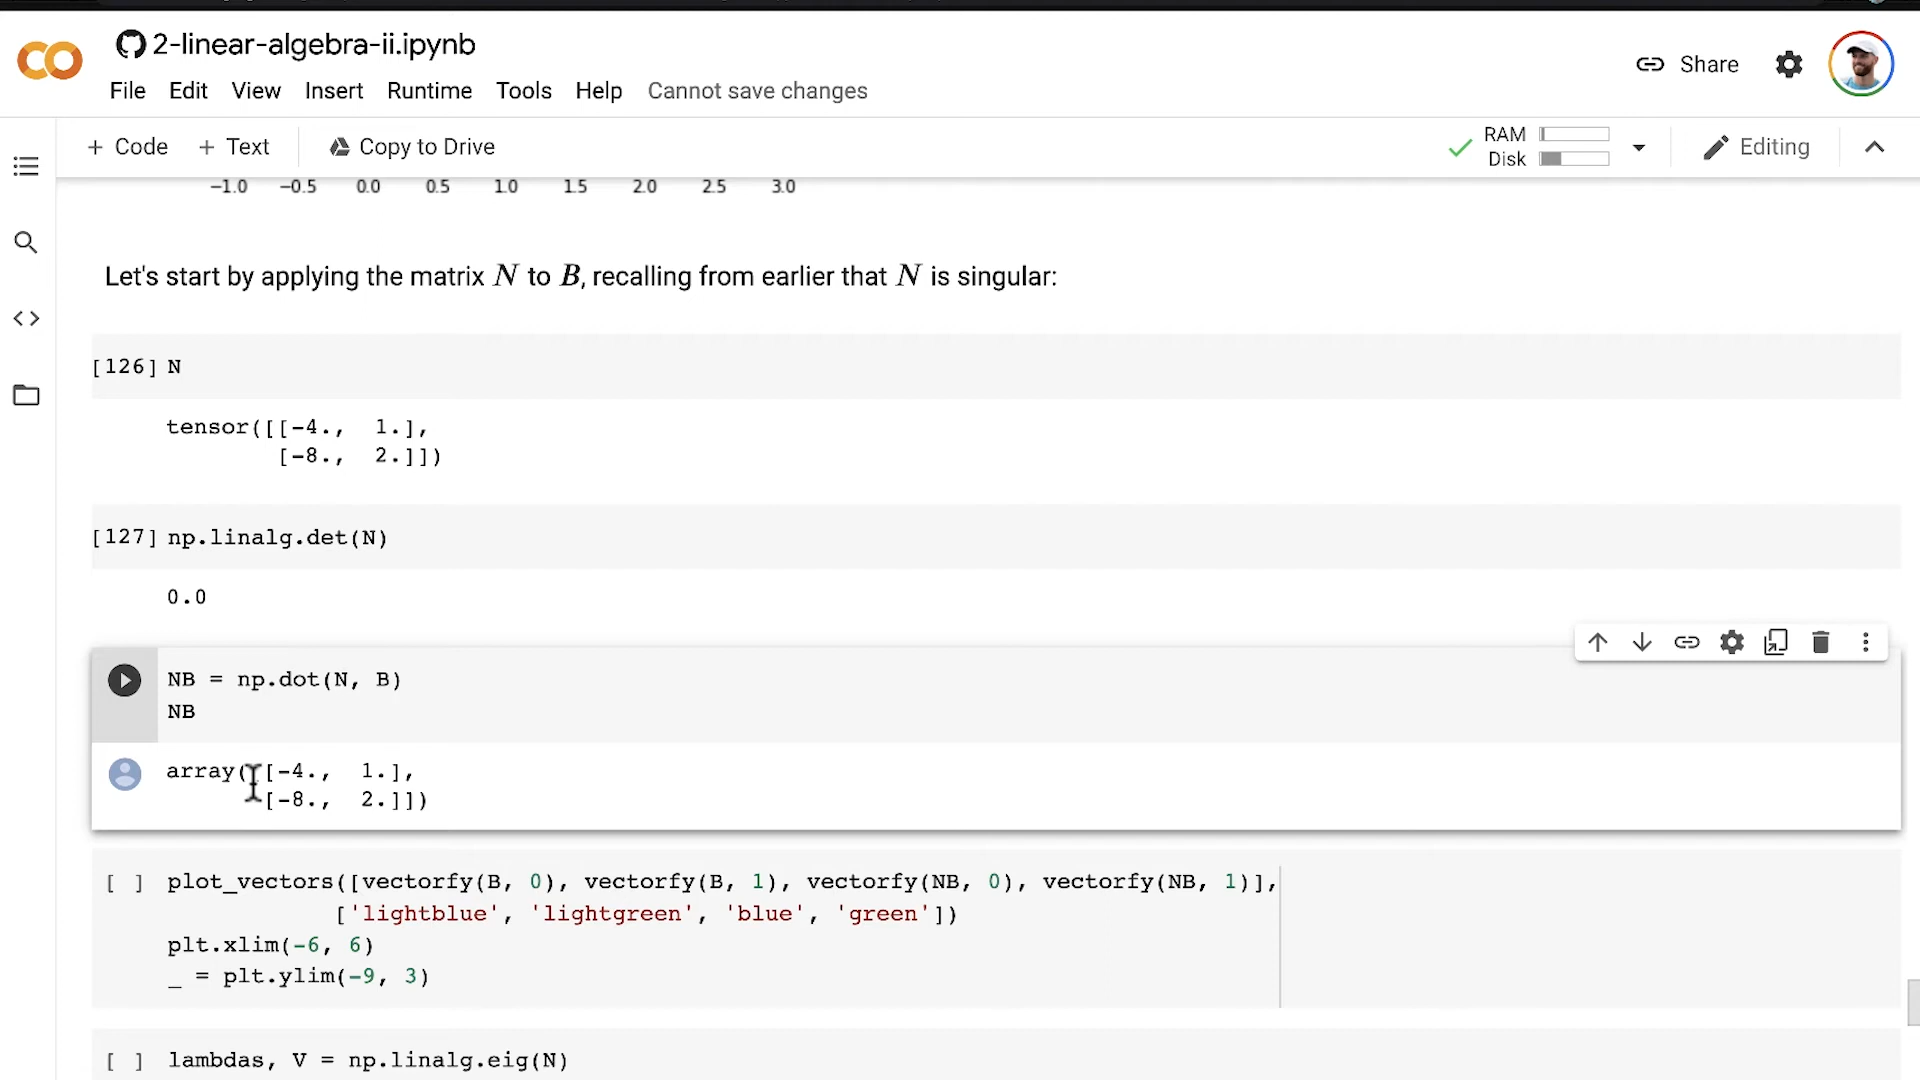 2-linear-algebra-ii.ipynb
File Edit View Insert Runtime Tools Help Cannot save changes
Share
+ Code + Text Copy to Drive
RAM
Disk
Editing
−1.0 −0.5 0.0 0.5 1.0 1.5 2.0 2.5 3.0
Let's start by applying the matrix N to B, recalling from earlier that N is singular:
[126] N
tensor([[-4., 1.],
[-8., 2.]])
[127] np.linalg.det(N)
0.0
NB = np.dot(N, B)
NB
array([[-4., 1.],
[-8., 2.]])
[ ] plot_vectors([vectorfy(B, 0), vectorfy(B, 1), vectorfy(NB, 0), vectorfy(NB, 1)],
['lightblue', 'lightgreen', 'blue', 'green'])
plt.xlim(-6, 6)
_ = plt.ylim(-9, 3)
[ ] lambdas, V = np.linalg.eig(N)